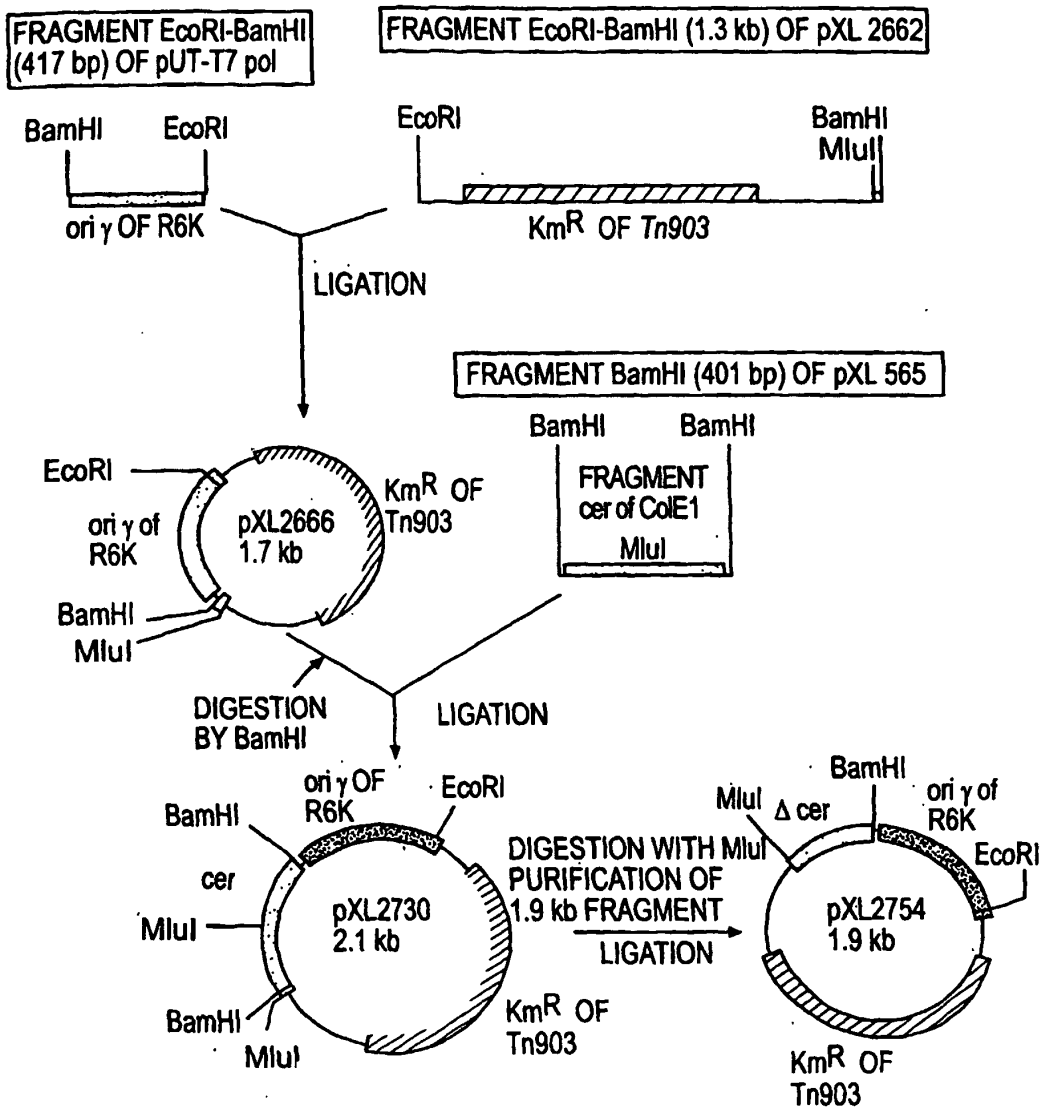 FRAGMENT EcoRI-BamHI
(417 bp) OF pUT-T7 pol
FRAGMENT EcoRI-BamHI (1.3 kb) OF pXL 2662
BamHI
EcoRI
ori γ OF R6K
EcoRI
BamHI
MluI
KmR OF Tn903
LIGATION
FRAGMENT BamHI (401 bp) OF pXL 565
BamHI
BamHI
FRAGMENT
cer of ColE1
MluI
EcoRI
ori γ of
R6K
pXL2666
1.7 kb
KmR OF
Tn903
BamHI
MluI
DIGESTION
BY BamHI
LIGATION
ori γ OF
R6K
EcoRI
BamHI
cer
MluI
pXL2730
2.1 kb
BamHI
MluI
KmR OF
Tn903
DIGESTION WITH MluI
PURIFICATION OF
1.9 kb FRAGMENT
LIGATION
BamHI
MluI
Δ cer
ori γ of
R6K
EcoRI
pXL2754
1.9 kb
KmR OF
Tn903